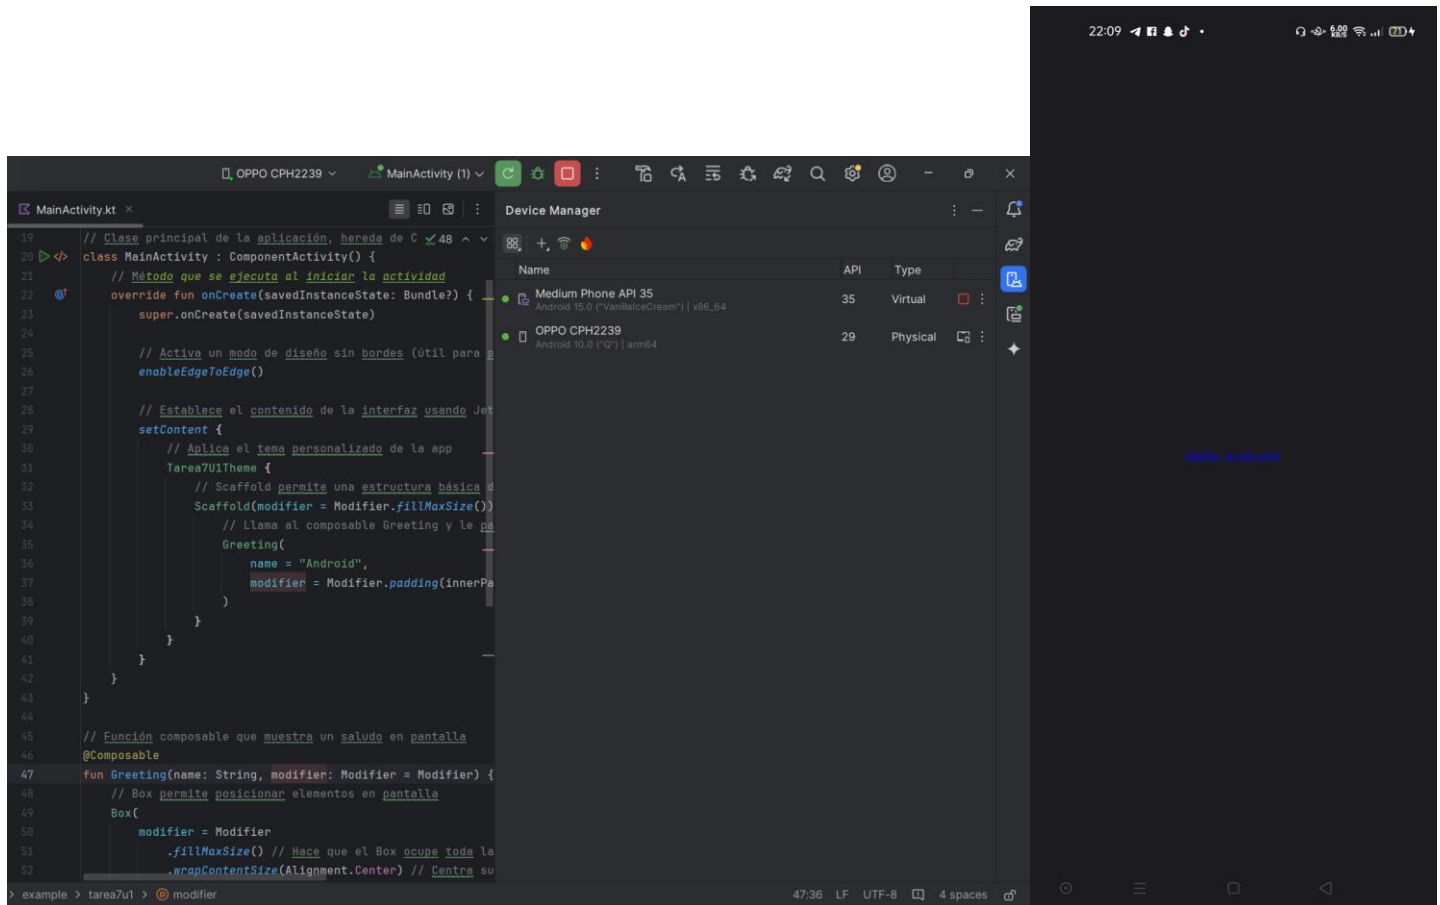 22:09
6.00
KB/S
71
OPPO CPH2239
MainActivity (1)
MainActivity.kt
Device Manager
48
Name API Type
Medium Phone API 35 35 Virtual
Android 15.0 ("VanillaIceCream") | x86_64
OPPO CPH2239 29 Physical
Android 10.0 ("Q") | arm64
19 // Clase principal de la aplicación, hereda de C
20 class MainActivity : ComponentActivity() {
21 // Método que se ejecuta al iniciar la actividad
22 override fun onCreate(savedInstanceState: Bundle?) {
23 super.onCreate(savedInstanceState)
24
25 // Activa un modo de diseño sin bordes (útil para p
26 enableEdgeToEdge()
27
28 // Establece el contenido de la interfaz usando Jet
29 setContent {
30 // Aplica el tema personalizado de la app
31 Tarea7U1Theme {
32 // Scaffold permite una estructura básica d
33 Scaffold(modifier = Modifier.fillMaxSize())
34 // Llama al composable Greeting y le pa
35 Greeting(
36 name = "Android",
37 modifier = Modifier.padding(innerPa
38 )
39 }
40 }
41 }
42 }
43 }
44
45 // Función composable que muestra un saludo en pantalla
46 @Composable
47 fun Greeting(name: String, modifier: Modifier = Modifier) {
48 // Box permite posicionar elementos en pantalla
49 Box(
50 modifier = Modifier
51 .fillMaxSize() // Hace que el Box ocupe toda la
52 .wrapContentSize(Alignment.Center) // Centra su
> example > tarea7u1 > modifier
47:36 LF UTF-8 4 spaces
Hello Android!